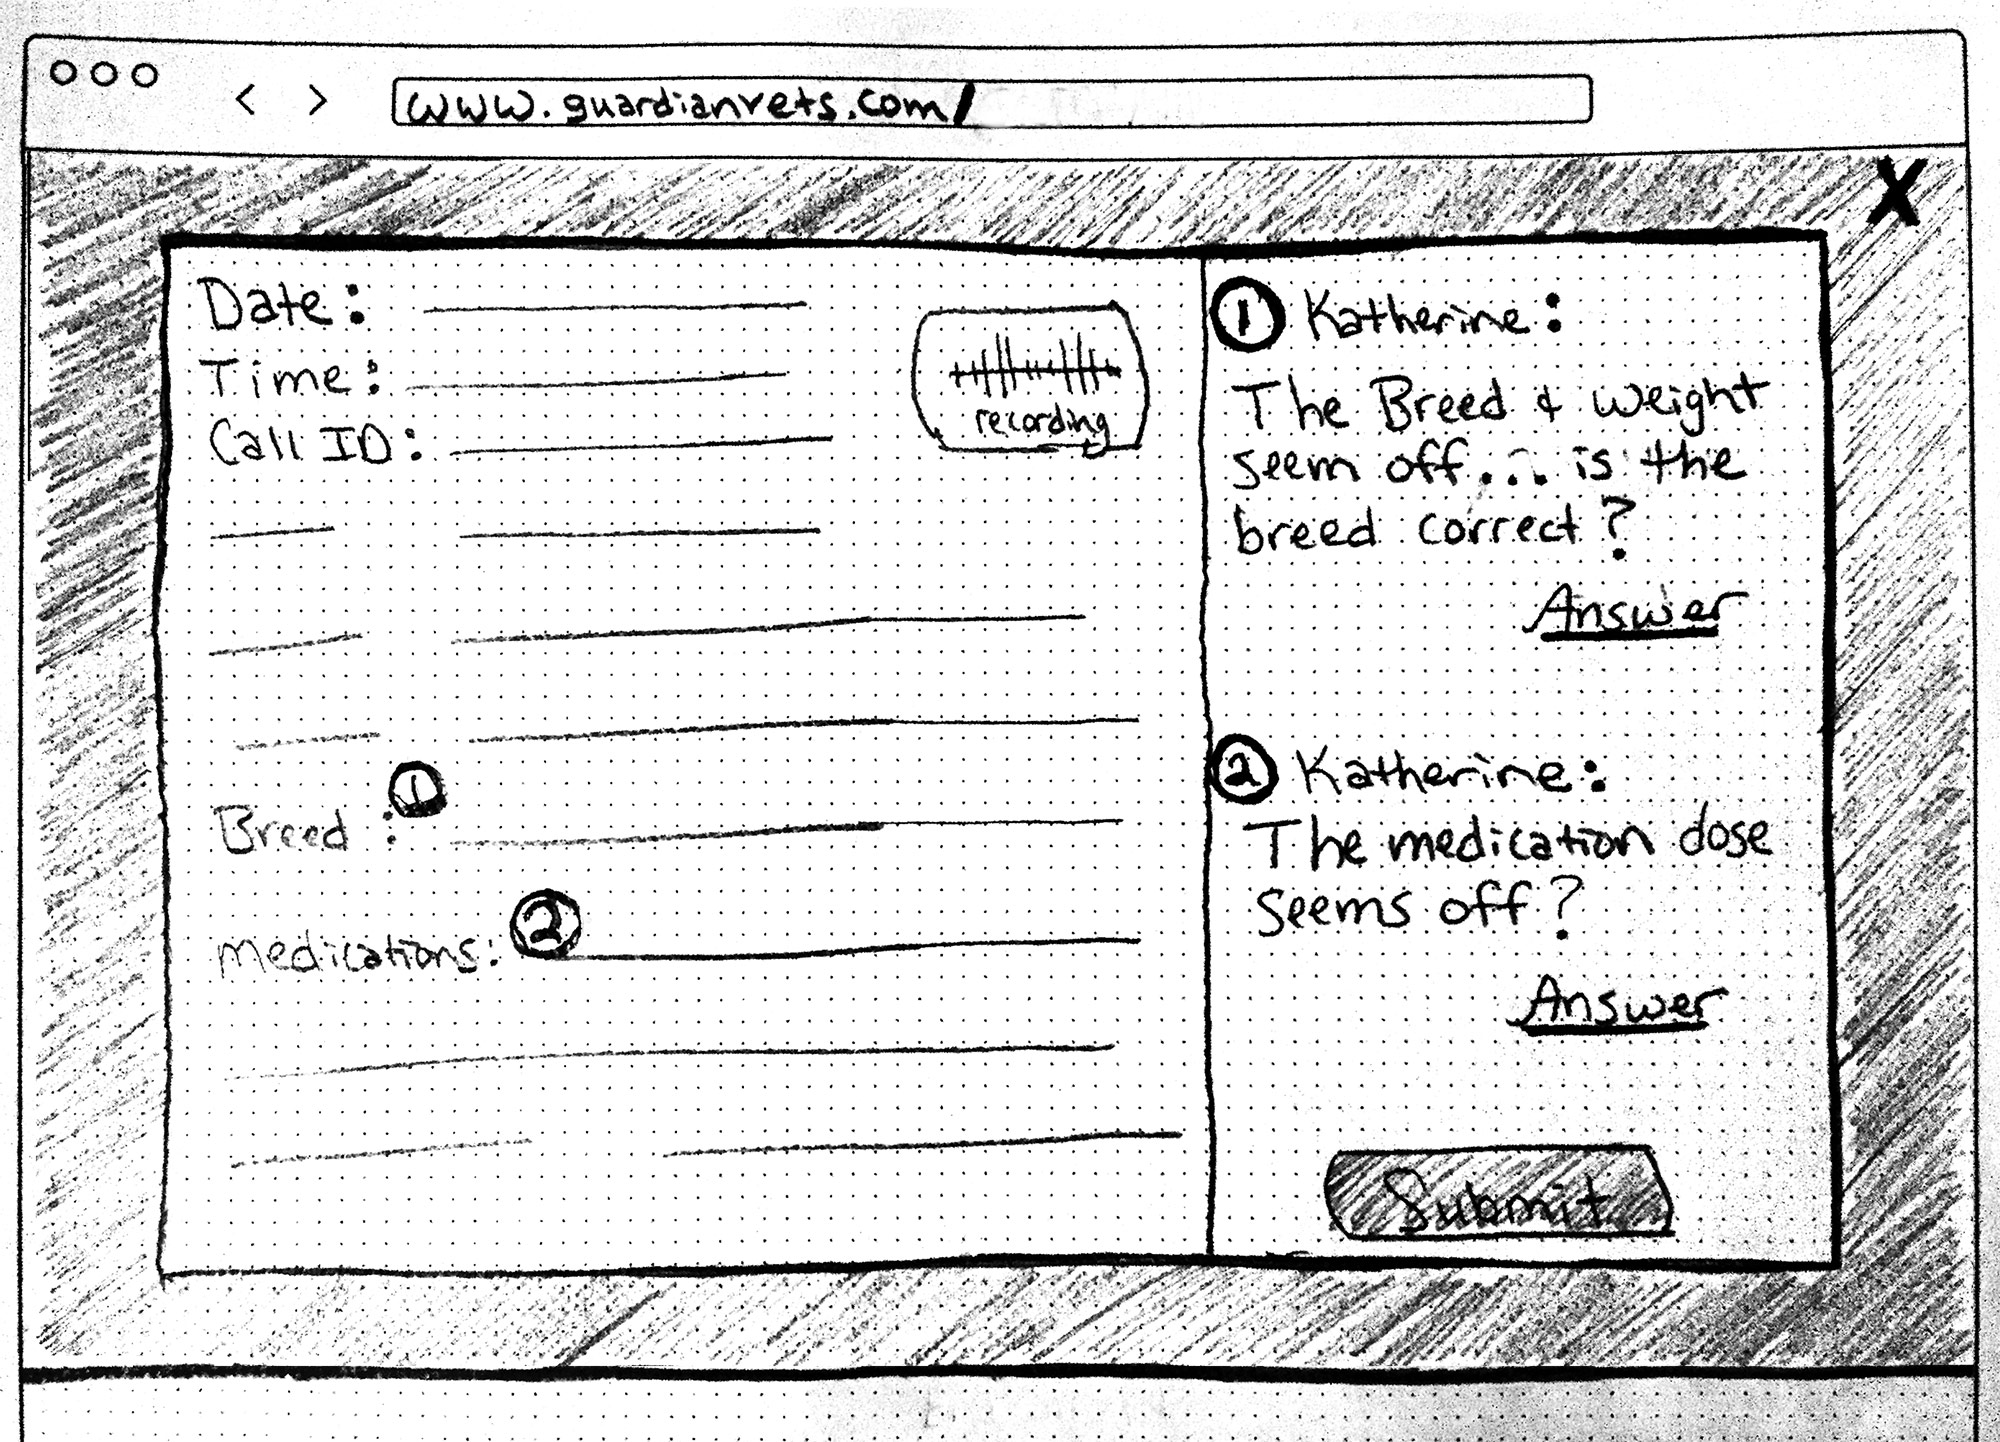 www.guardianvets.com/
X
Date:
Time:
Call ID:
recording
Breed :
1
medications:
2
1 Katherine:
The Breed & weight
seem off... is the
breed correct?
Answer
2 Katherine:
The medication dose
seems off?
Answer
Submit